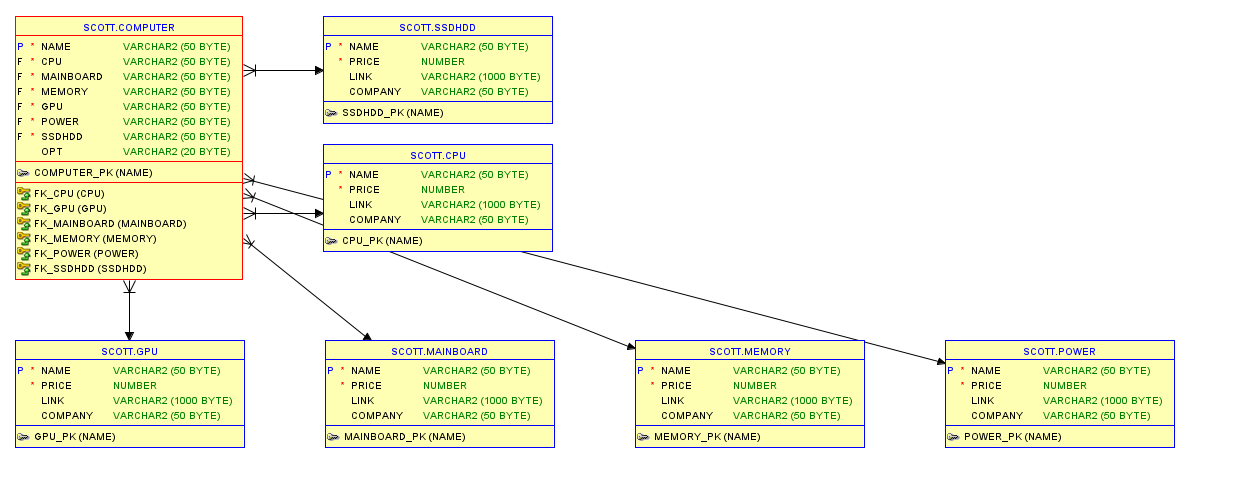 SCOTT.COMPUTER
P * NAME VARCHAR2 (50 BYTE)
F * CPU VARCHAR2 (50 BYTE)
F * MAINBOARD VARCHAR2 (50 BYTE)
F * MEMORY VARCHAR2 (50 BYTE)
F * GPU VARCHAR2 (50 BYTE)
F * POWER VARCHAR2 (50 BYTE)
F * SSDHDD VARCHAR2 (50 BYTE)
OPT VARCHAR2 (20 BYTE)
COMPUTER_PK (NAME)
FK_CPU (CPU)
FK_GPU (GPU)
FK_MAINBOARD (MAINBOARD)
FK_MEMORY (MEMORY)
FK_POWER (POWER)
FK_SSDHDD (SSDHDD)
SCOTT.SSDHDD
P * NAME VARCHAR2 (50 BYTE)
* PRICE NUMBER
LINK VARCHAR2 (1000 BYTE)
COMPANY VARCHAR2 (50 BYTE)
SSDHDD_PK (NAME)
SCOTT.CPU
P * NAME VARCHAR2 (50 BYTE)
* PRICE NUMBER
LINK VARCHAR2 (1000 BYTE)
COMPANY VARCHAR2 (50 BYTE)
CPU_PK (NAME)
SCOTT.GPU
P * NAME VARCHAR2 (50 BYTE)
* PRICE NUMBER
LINK VARCHAR2 (1000 BYTE)
COMPANY VARCHAR2 (50 BYTE)
GPU_PK (NAME)
SCOTT.MAINBOARD
P * NAME VARCHAR2 (50 BYTE)
* PRICE NUMBER
LINK VARCHAR2 (1000 BYTE)
COMPANY VARCHAR2 (50 BYTE)
MAINBOARD_PK (NAME)
SCOTT.MEMORY
P * NAME VARCHAR2 (50 BYTE)
* PRICE NUMBER
LINK VARCHAR2 (1000 BYTE)
COMPANY VARCHAR2 (50 BYTE)
MEMORY_PK (NAME)
SCOTT.POWER
P * NAME VARCHAR2 (50 BYTE)
* PRICE NUMBER
LINK VARCHAR2 (1000 BYTE)
COMPANY VARCHAR2 (50 BYTE)
POWER_PK (NAME)